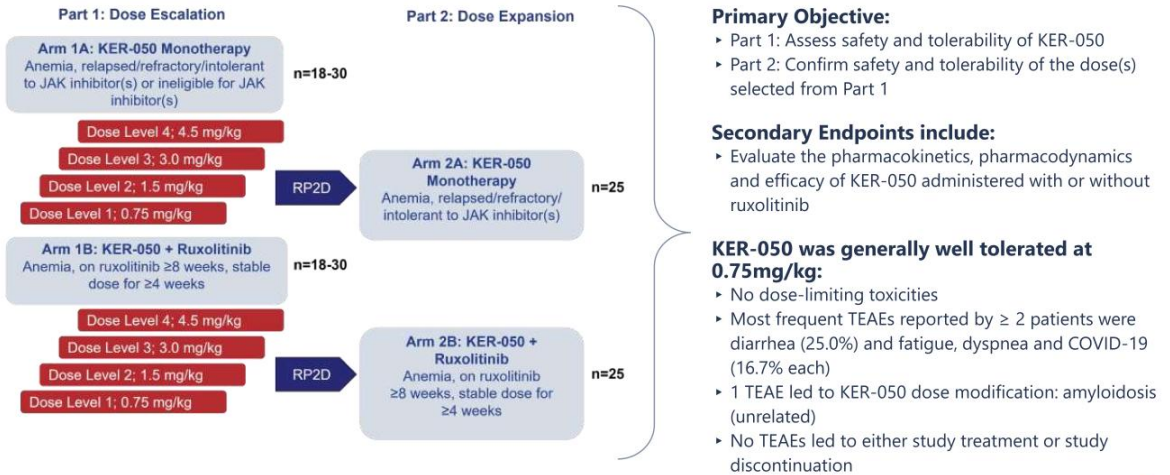 Part 1: Dose Escalation
Arm 1A: KER-050 Monotherapy
Anemia, relapsed/refractory/intolerant
to JAK inhibitor(s) or ineligible for JAK
inhibitor(s)
n=18-30
Dose Level 4; 4.5 mg/kg
Dose Level 3; 3.0 mg/kg
Dose Level 2; 1.5 mg/kg
Dose Level 1; 0.75 mg/kg
RP2D
Arm 1B: KER-050 + Ruxolitinib
Anemia, on ruxolitinib ≥8 weeks, stable
dose for ≥4 weeks
n=18-30
Dose Level 4; 4.5 mg/kg
Dose Level 3; 3.0 mg/kg
Dose Level 2; 1.5 mg/kg
Dose Level 1; 0.75 mg/kg
RP2D
Part 2: Dose Expansion
Arm 2A: KER-050
Monotherapy
Anemia, relapsed/refractory/
intolerant to JAK inhibitor(s)
n=25
Arm 2B: KER-050 +
Ruxolitinib
Anemia, on ruxolitinib
≥8 weeks, stable dose for
≥4 weeks
n=25
Primary Objective:
‣ Part 1: Assess safety and tolerability of KER-050
‣ Part 2: Confirm safety and tolerability of the dose(s)
selected from Part 1
Secondary Endpoints include:
‣ Evaluate the pharmacokinetics, pharmacodynamics
and efficacy of KER-050 administered with or without
ruxolitinib
KER-050 was generally well tolerated at
0.75mg/kg:
‣ No dose-limiting toxicities
‣ Most frequent TEAEs reported by ≥ 2 patients were
diarrhea (25.0%) and fatigue, dyspnea and COVID-19
(16.7% each)
‣ 1 TEAE led to KER-050 dose modification: amyloidosis
(unrelated)
‣ No TEAEs led to either study treatment or study
discontinuation